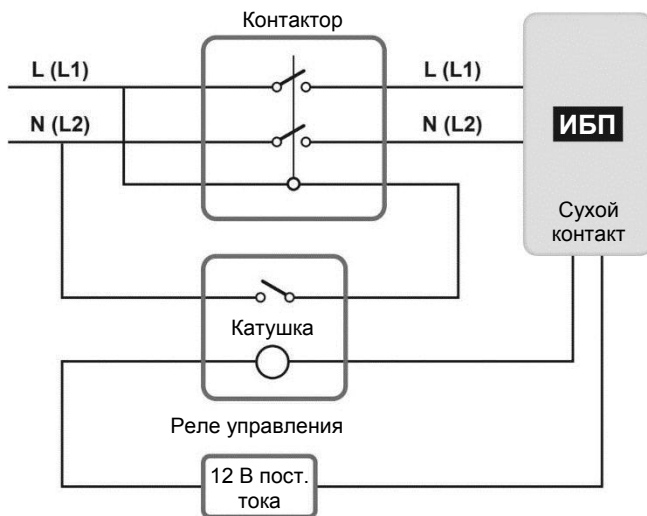 Контактор
L (L1)
L (L1)
N (L2)
N (L2)
ИБП
Сухой
контакт
Катушка
Реле управления
12 В пост.
тока